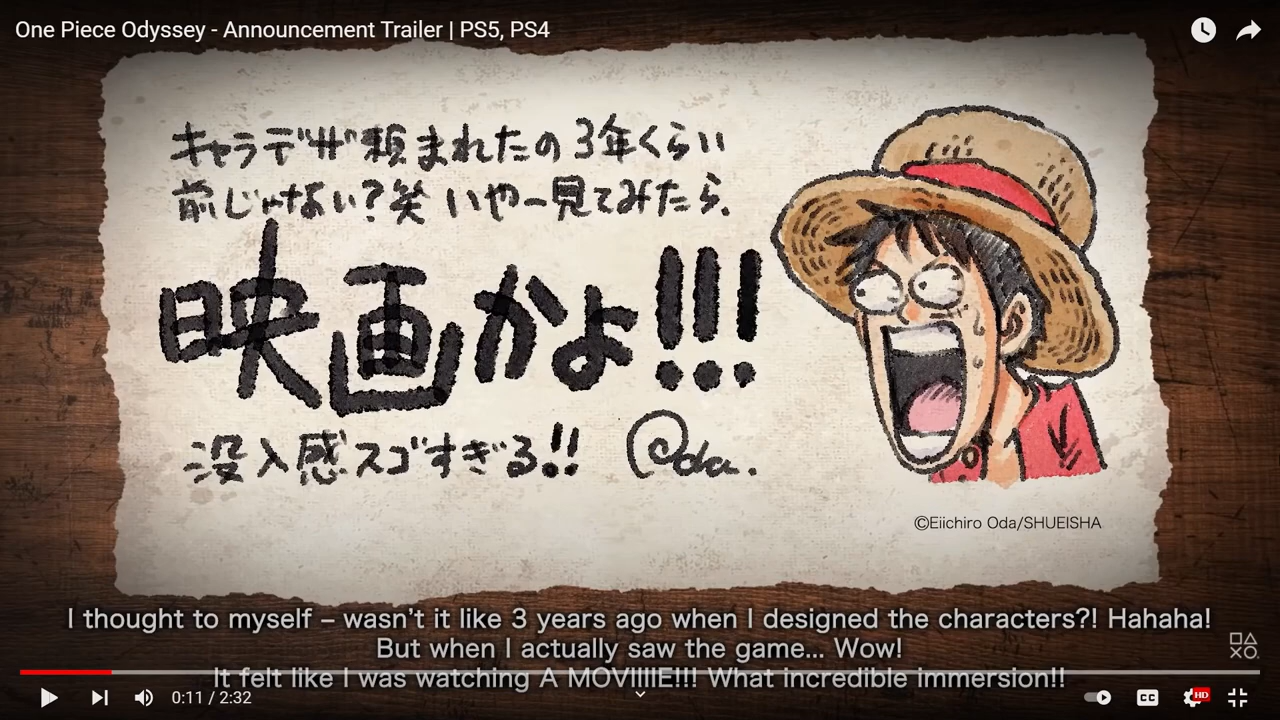 One Piece Odyssey - Announcement Trailer | PS5, PS4
キャラデザ頼まれたの3年くらい
前じゃない?笑 いやー見てみたら、
映画かよ!!!
没入感スゴすぎる!! @da.
©Eiichiro Oda/SHUEISHA
I thought to myself – wasn't it like 3 years ago when I designed the characters?! Hahaha!
But when I actually saw the game... Wow!
It felt like I was watching A MOVIIIIE!!! What incredible immersion!!
0:11 / 2:32
CC
HD